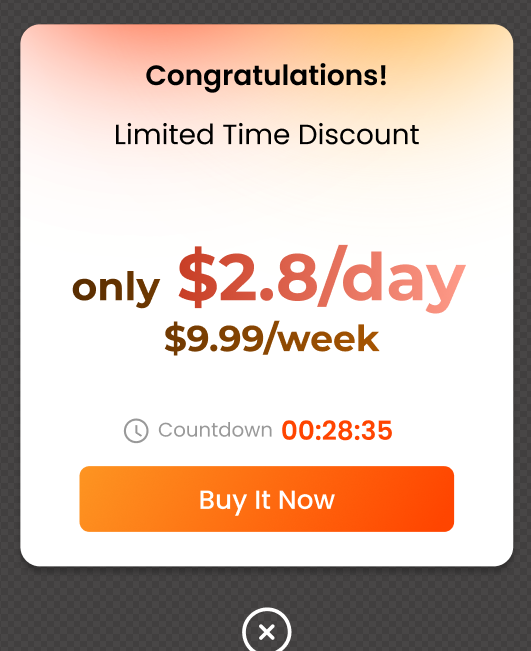 Congratulations!
Limited Time Discount
only $2.8/day
$9.99/week
Countdown 00:28:35
Buy It Now